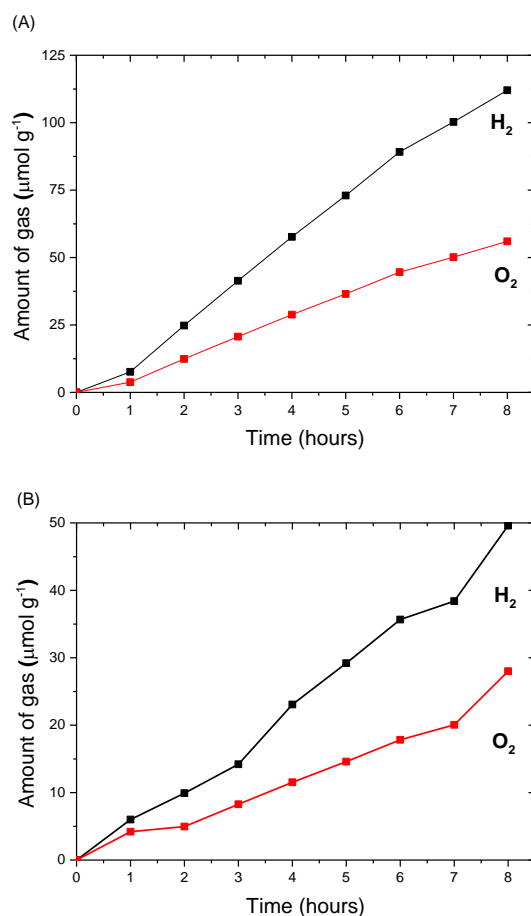 (A)
125
100
75
50
25
0
Amount of gas (μmol g⁻¹)
H₂
O₂
0 1 2 3 4 5 6 7 8
Time (hours)
(B)
50
40
30
20
10
0
Amount of gas (μmol g⁻¹)
H₂
O₂
0 1 2 3 4 5 6 7 8
Time (hours)